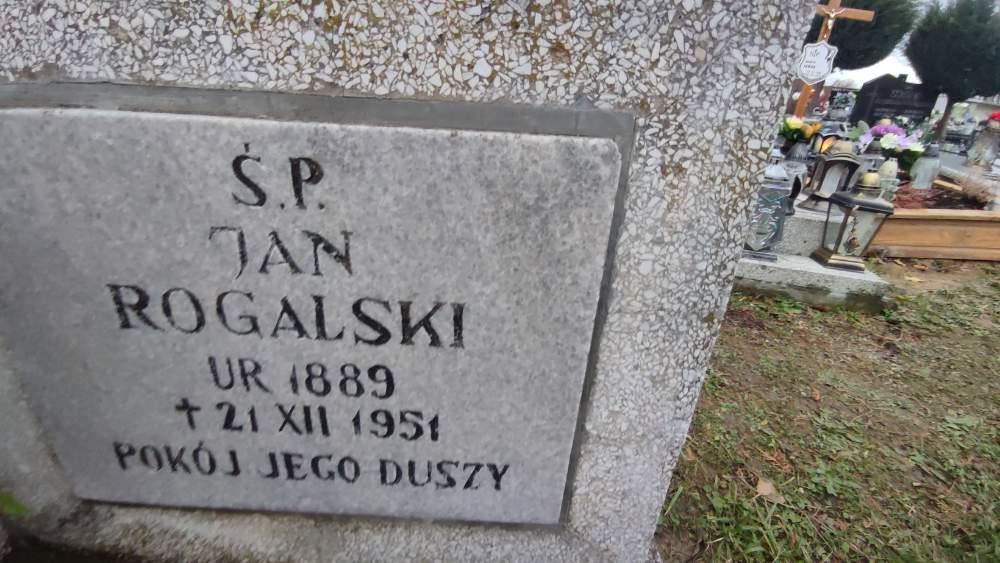 Ś.P.
JAN
ROGALSKI
UR 1889
† 21 XII 1951
POKÓJ JEGO DUSZY